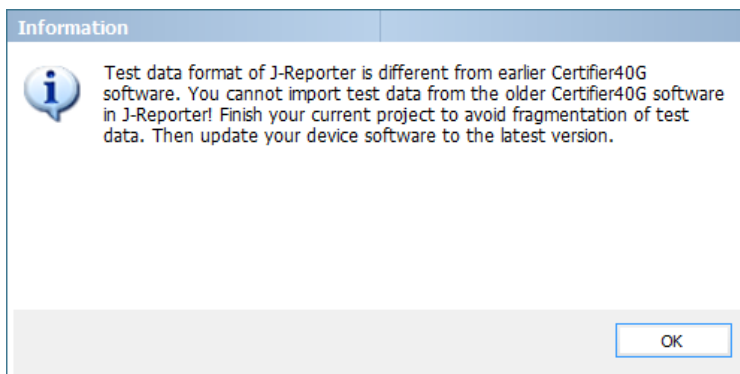 Information
Test data format of J-Reporter is different from earlier Certifier40G
software. You cannot import test data from the older Certifier40G software
in J-Reporter! Finish your current project to avoid fragmentation of test
data. Then update your device software to the latest version.
OK